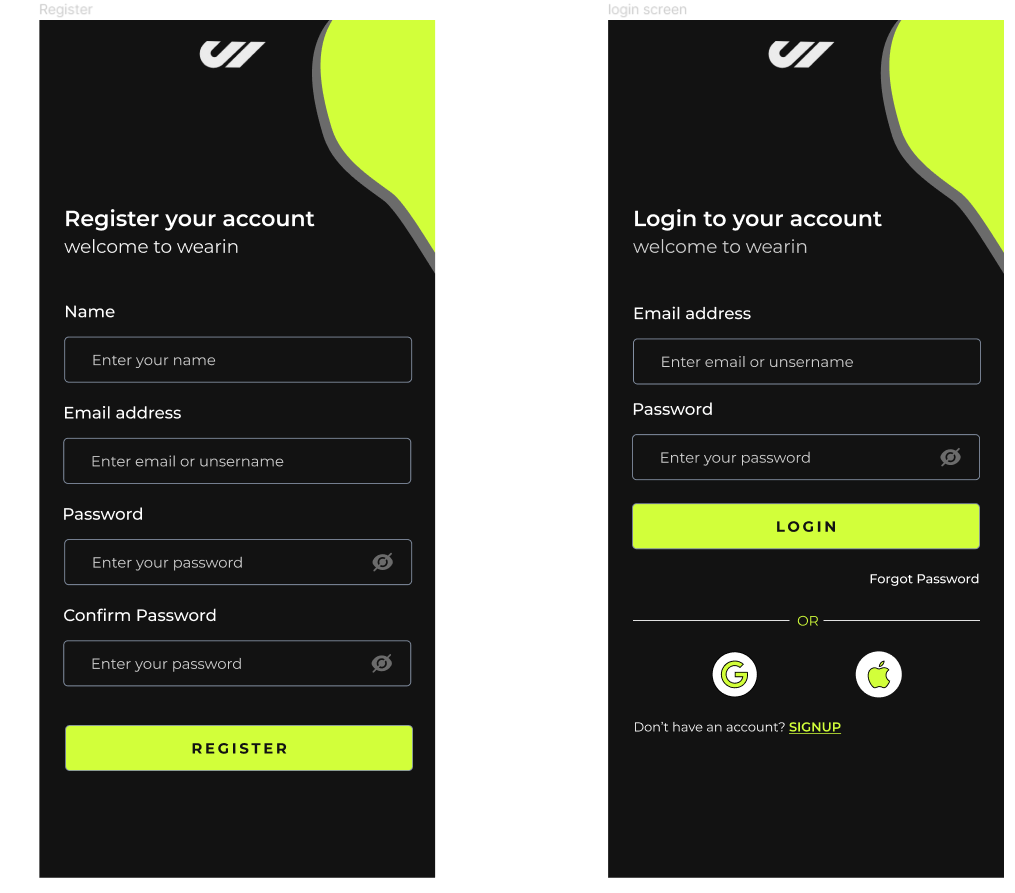 Register
Register your account
welcome to wearin
Name
Enter your name
Email address
Enter email or unsername
Password
Enter your password
Confirm Password
Enter your password
REGISTER
login screen
Login to your account
welcome to wearin
Email address
Enter email or unsername
Password
Enter your password
LOGIN
Forgot Password
OR
G
Don't have an account? SIGNUP